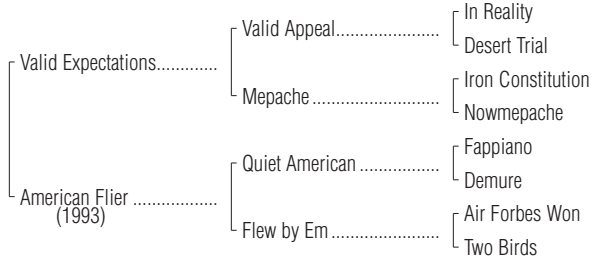 In Reality
Valid Appeal.......................
Desert Trial
Valid Expectations.............
Iron Constitution
Mepache............................
Nowmepache
Fappiano
Quiet American..................
Demure
American Flier...................
(1993)
Air Forbes Won
Flew by Em........................
Two Birds